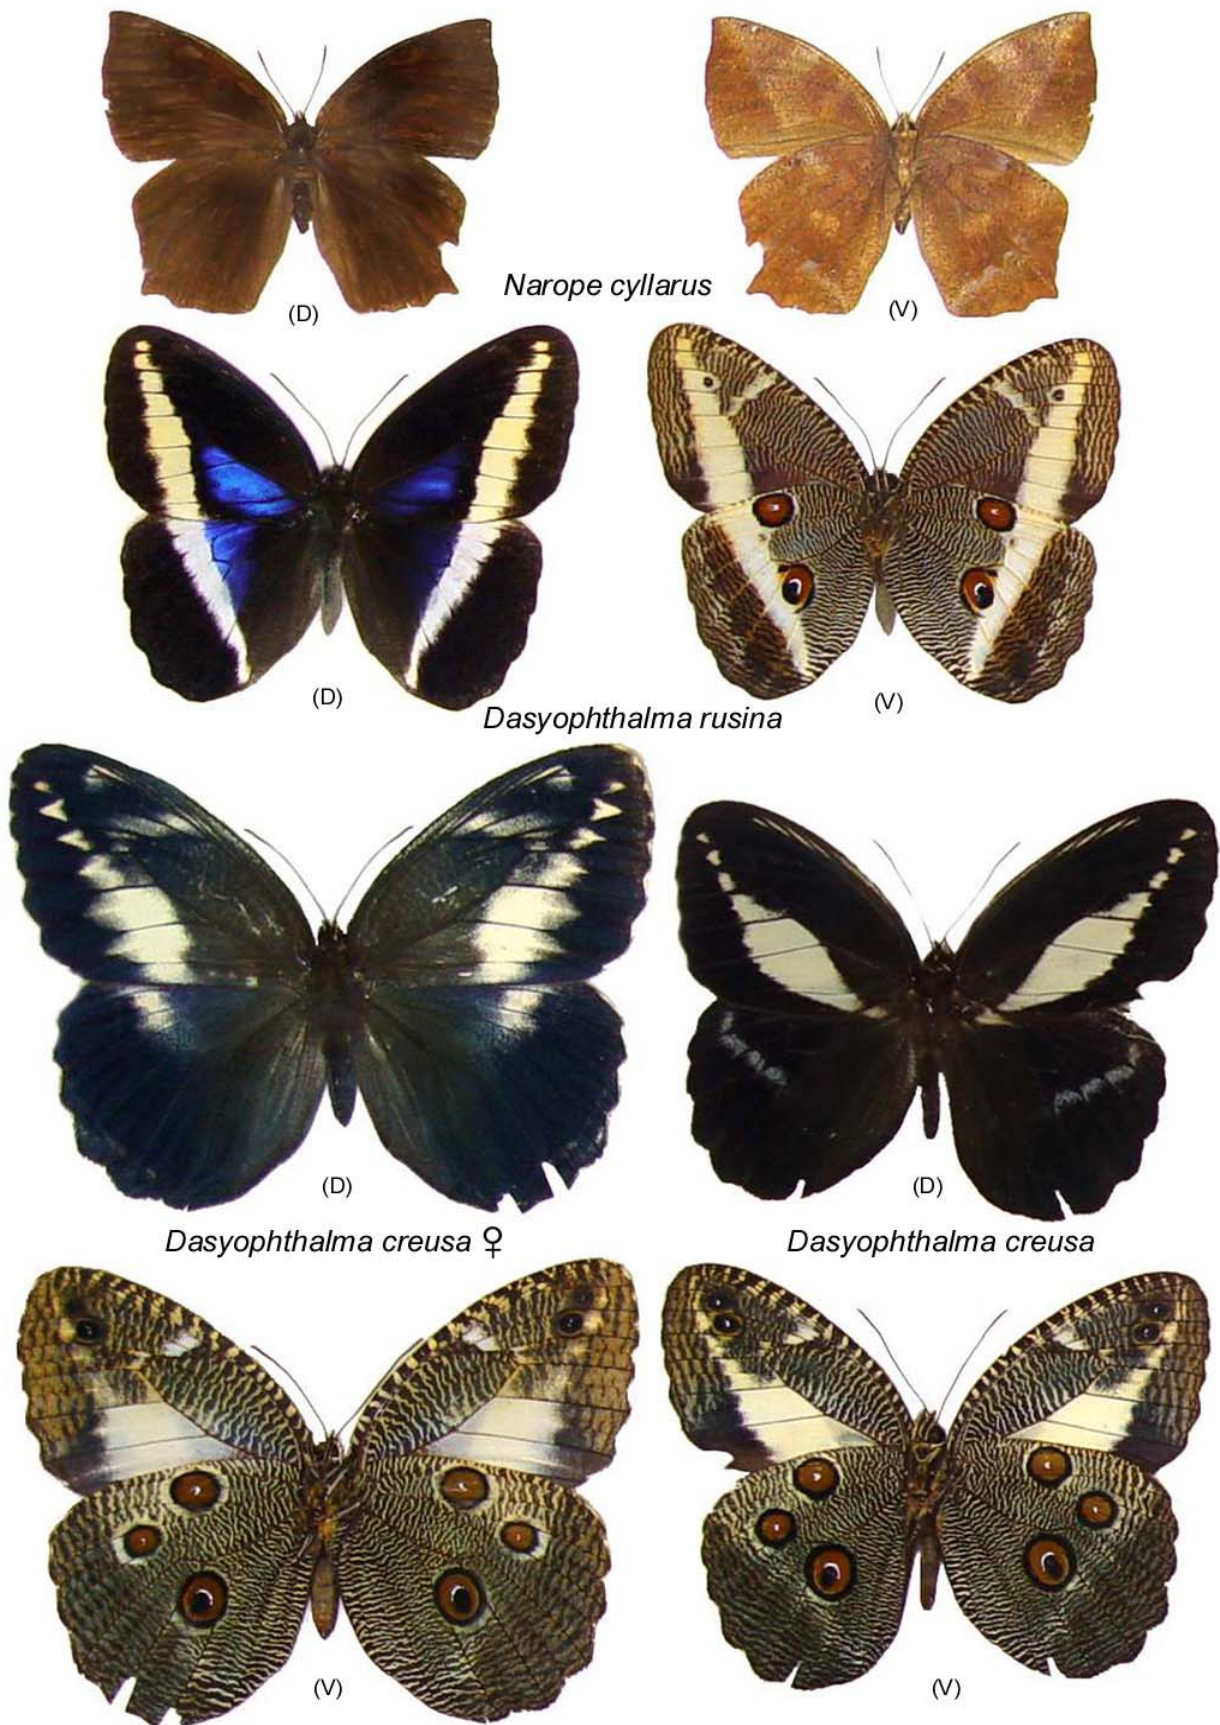 Narope cyllarus
(D)
(V)
(D)
(V)
Dasyophthalma rusina
(D)
(D)
Dasyophthalma creusa ♀
Dasyophthalma creusa
(V)
(V)